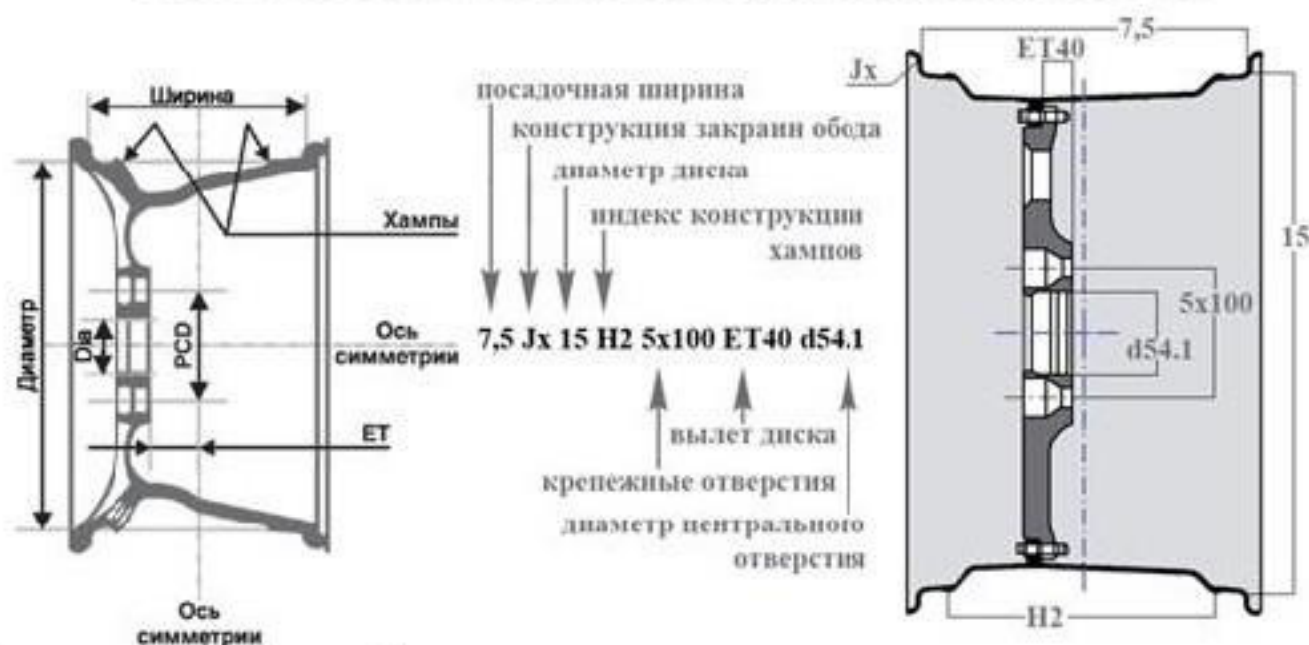 Ширина
Хампы
Диаметр
Dia
PCD
Ось
симметрии
ET
Ось
симметрии
посадочная ширина
конструкция закраин обода
диаметр диска
индекс конструкции
хампов
7,5 Jx 15 H2 5x100 ET40 d54.1
вылет диска
крепежные отверстия
диаметр центрального
отверстия
7,5
ET40
Jx
15
5x100
d54.1
H2